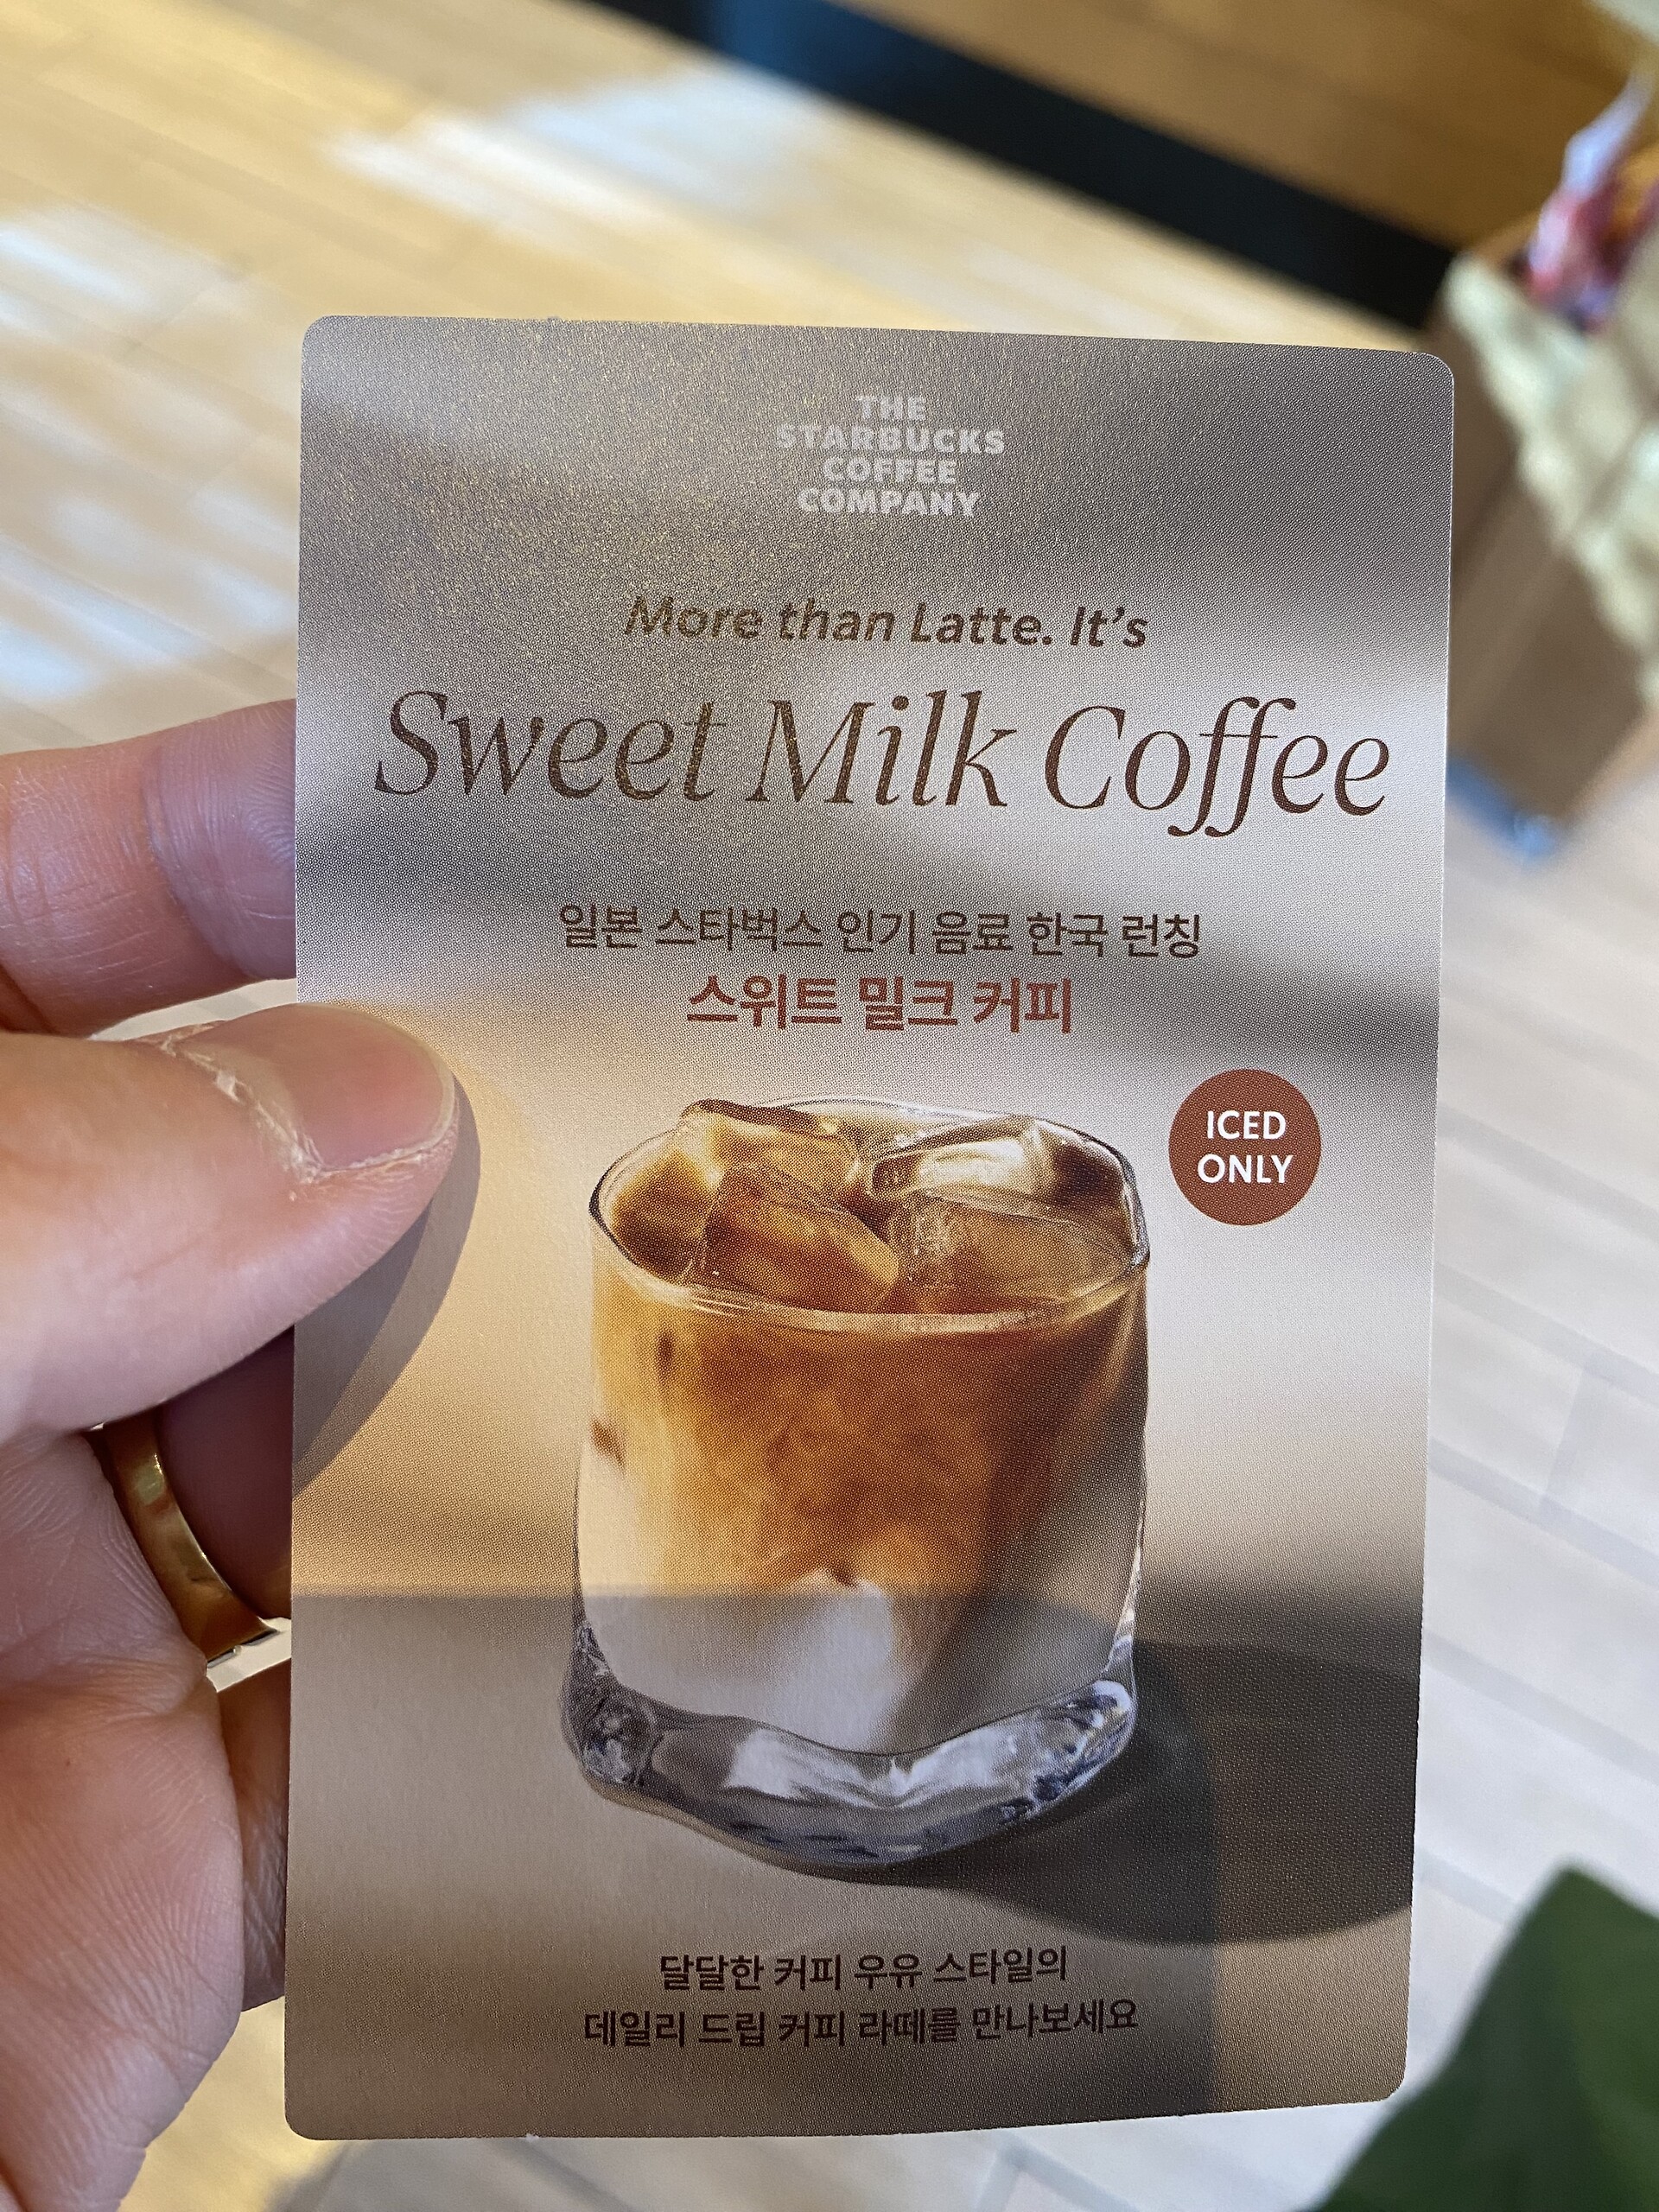 THE
STARBUCKS
COFFEE
COMPANY
More than Latte. It's
Sweet Milk Coffee
일본 스타벅스 인기 음료 한국 런칭
스위트 밀크 커피
ICED
ONLY
달달한 커피 우유 스타일의
데일리 드립 커피 라떼를 만나보세요